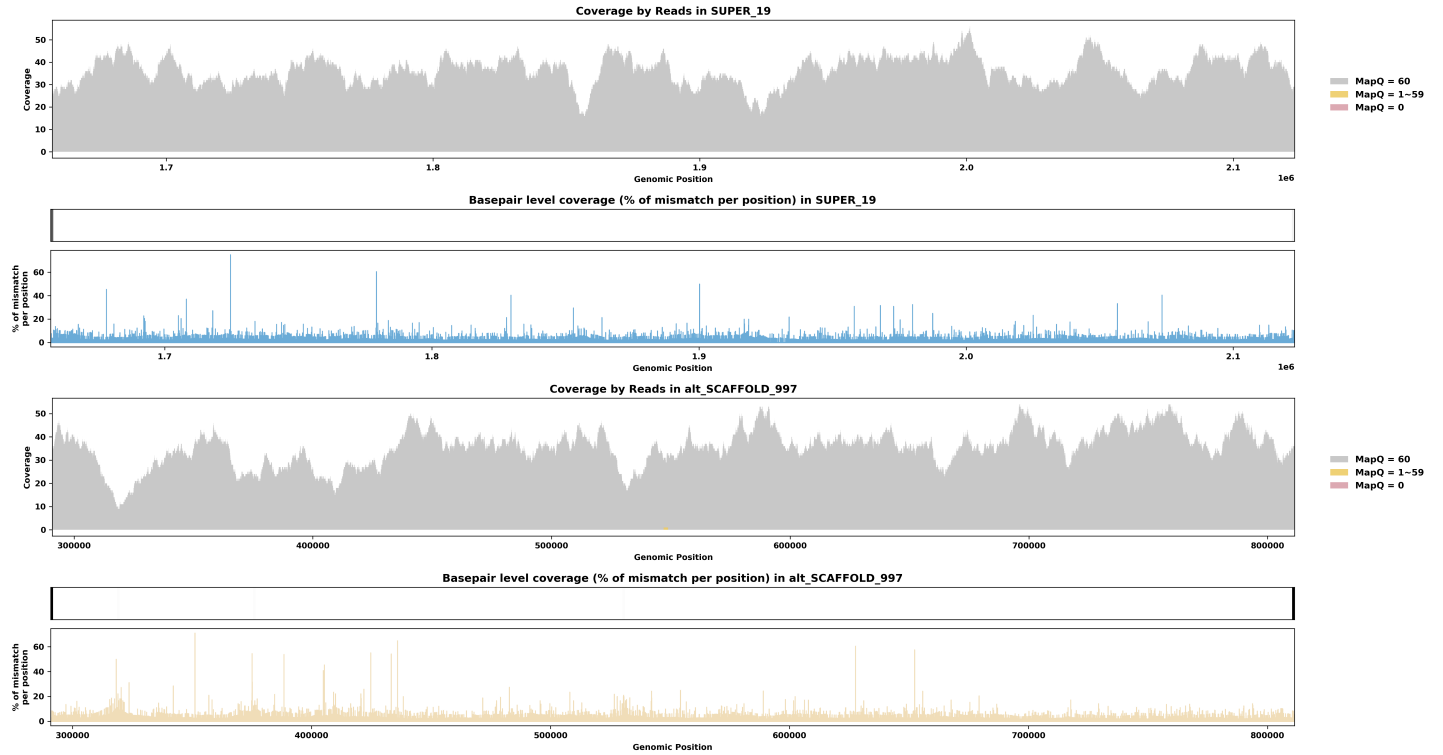 Coverage by Reads in SUPER_19
Coverage
50
40
30
20
10
0
1.7
1.8
1.9
2.0
2.1
1e6
Genomic Position
MapQ = 60
MapQ = 1~59
MapQ = 0
Basepair level coverage (% of mismatch per position) in SUPER_19
% of mismatch
per position
60
40
20
0
1.7
1.8
1.9
2.0
2.1
1e6
Genomic Position
Coverage by Reads in alt_SCAFFOLD_997
Coverage
50
40
30
20
10
0
300000
400000
500000
600000
700000
800000
Genomic Position
MapQ = 60
MapQ = 1~59
MapQ = 0
Basepair level coverage (% of mismatch per position) in alt_SCAFFOLD_997
% of mismatch
per position
60
40
20
0
300000
400000
500000
600000
700000
800000
Genomic Position